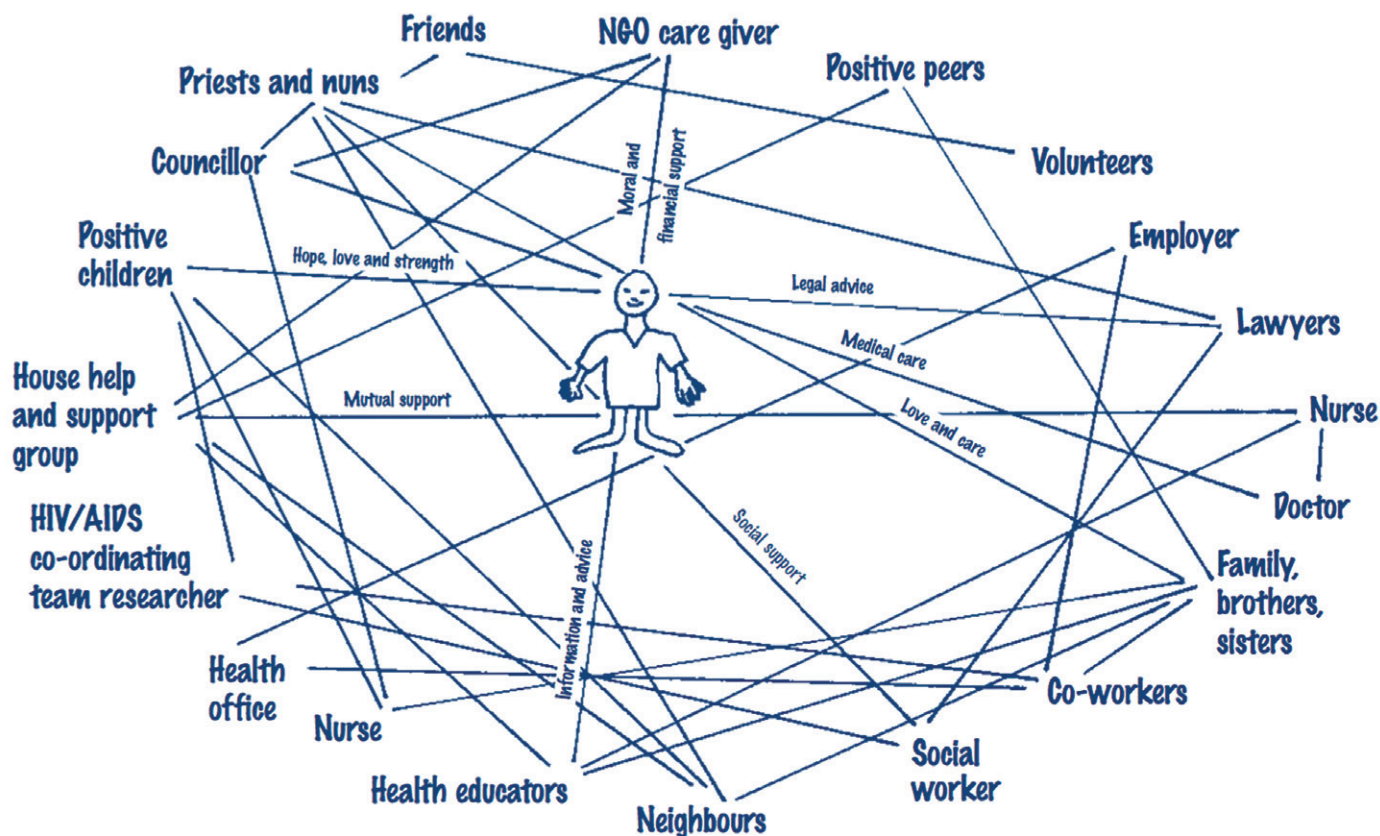 Friends
NGO care giver
Positive peers
Priests and nuns
Councillor
Volunteers
Moral and
financial support
Positive
children
Employer
Hope, love and strength
Legal advice
Lawyers
Medical care
House help
and support
group
Mutual support
Love and care
Nurse
Doctor
HIV/AIDS
co-ordinating
team researcher
Social support
Family,
brothers,
sisters
Information and advice
Health
office
Co-workers
Nurse
Social
worker
Health educators
Neighbours